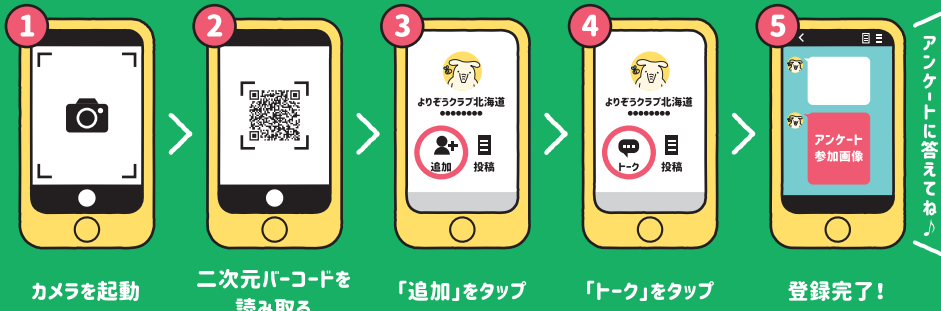 1
2
3
4
5
よりぞうクラブ北海道
追加
投稿
よりぞうクラブ北海道
トーク
投稿
アンケート
参加画像
アンケートに答えてね♪
カメラを起動
二次元バーコードを
読み取る
「追加」をタップ
「トーク」をタップ
登録完了!